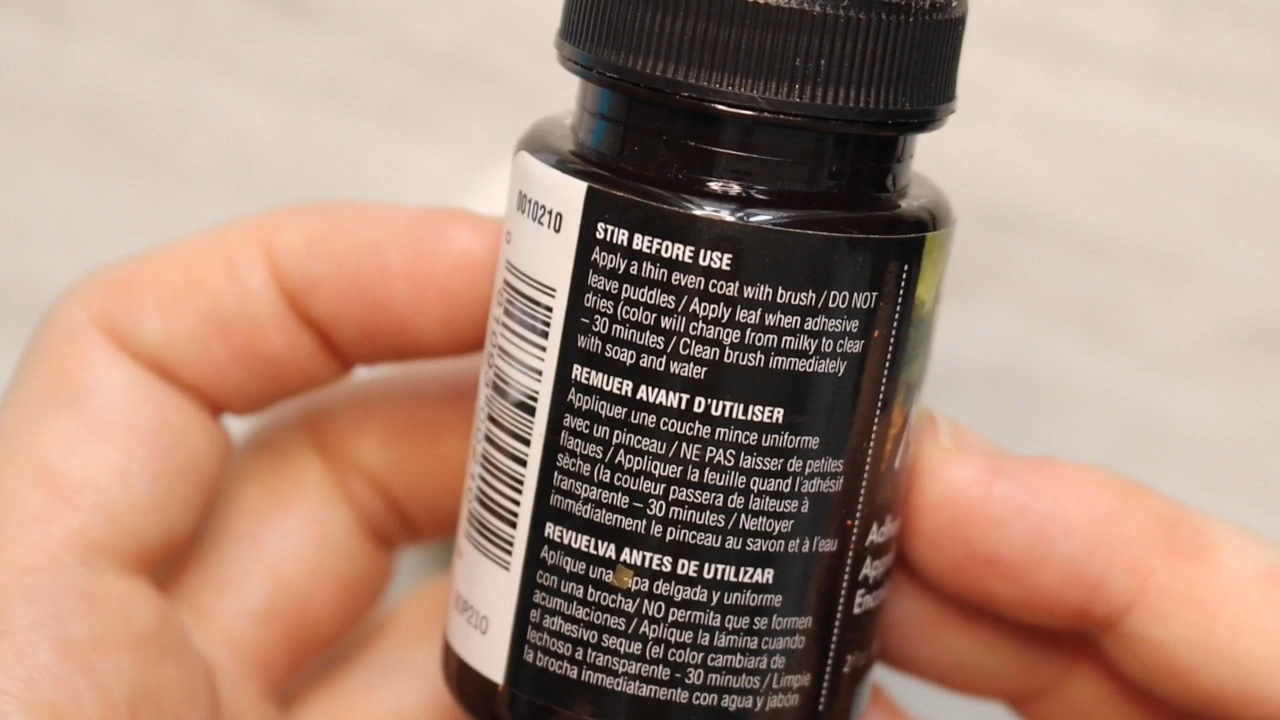 0010210
STIR BEFORE USE
Apply a thin even coat with brush / DO NOT
leave puddles / Apply leaf when adhesive
dries (color will change from milky to clear
– 30 minutes / Clean brush immediately
with soap and water
REMUER AVANT D'UTILISER
Appliquer une couche mince uniforme
avec un pinceau / NE PAS laisser de petites
flaques / Appliquer la feuille quand l'adhésif
sèche (la couleur passera de laiteuse à
transparente – 30 minutes / Nettoyer
immédiatement le pinceau au savon et à l'eau
REVUELVA ANTES DE UTILIZAR
Aplique una delgada y uniforme
con una brocha/ NO permita que se formen
acumulaciones / Aplique la lámina cuando
el adhesivo seque (el color cambiará de
lechoso a transparente - 30 minutos / Limpie
la brocha inmediatamente con agua y jabón